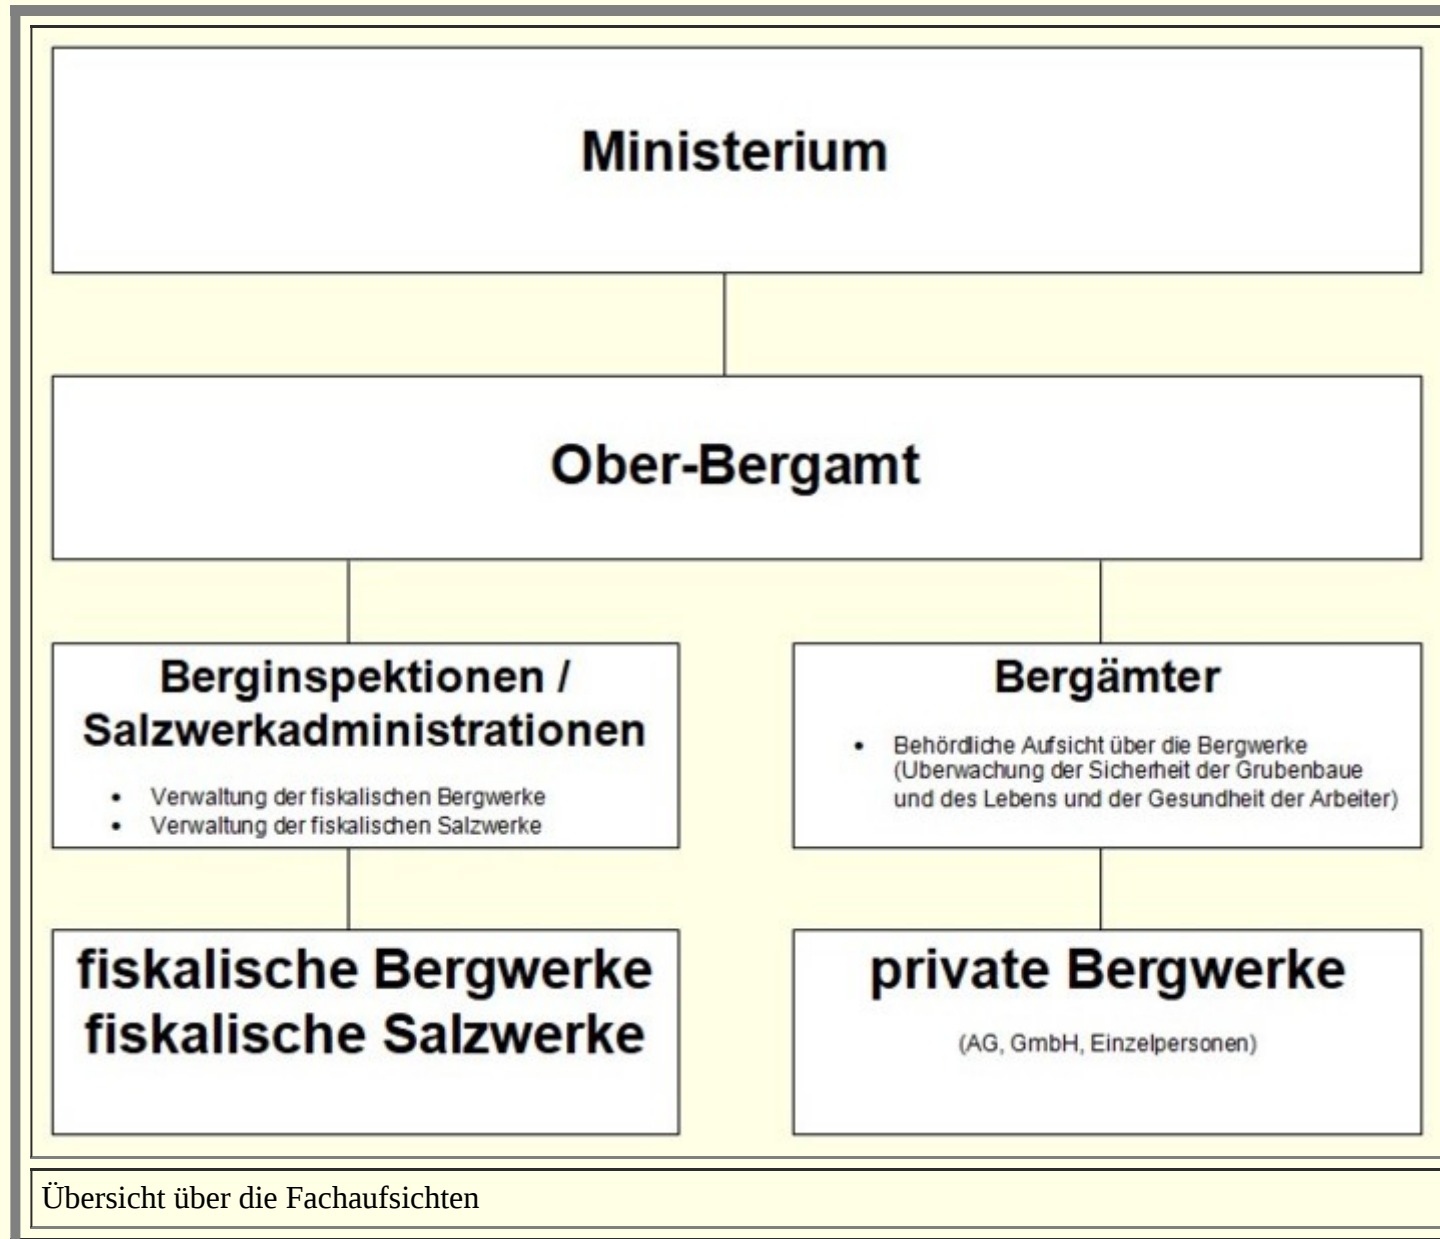 Ministerium
Ober-Bergamt
Berginspektionen /
Salzwerkadministrationen
• Verwaltung der fiskalischen Bergwerke
• Verwaltung der fiskalischen Salzwerke
Bergämter
• Behördliche Aufsicht über die Bergwerke
(Uberwachung der Sicherheit der Grubenbaue
und des Lebens und der Gesundheit der Arbeiter)
fiskalische Bergwerke
fiskalische Salzwerke
private Bergwerke
(AG, GmbH, Einzelpersonen)
Übersicht über die Fachaufsichten